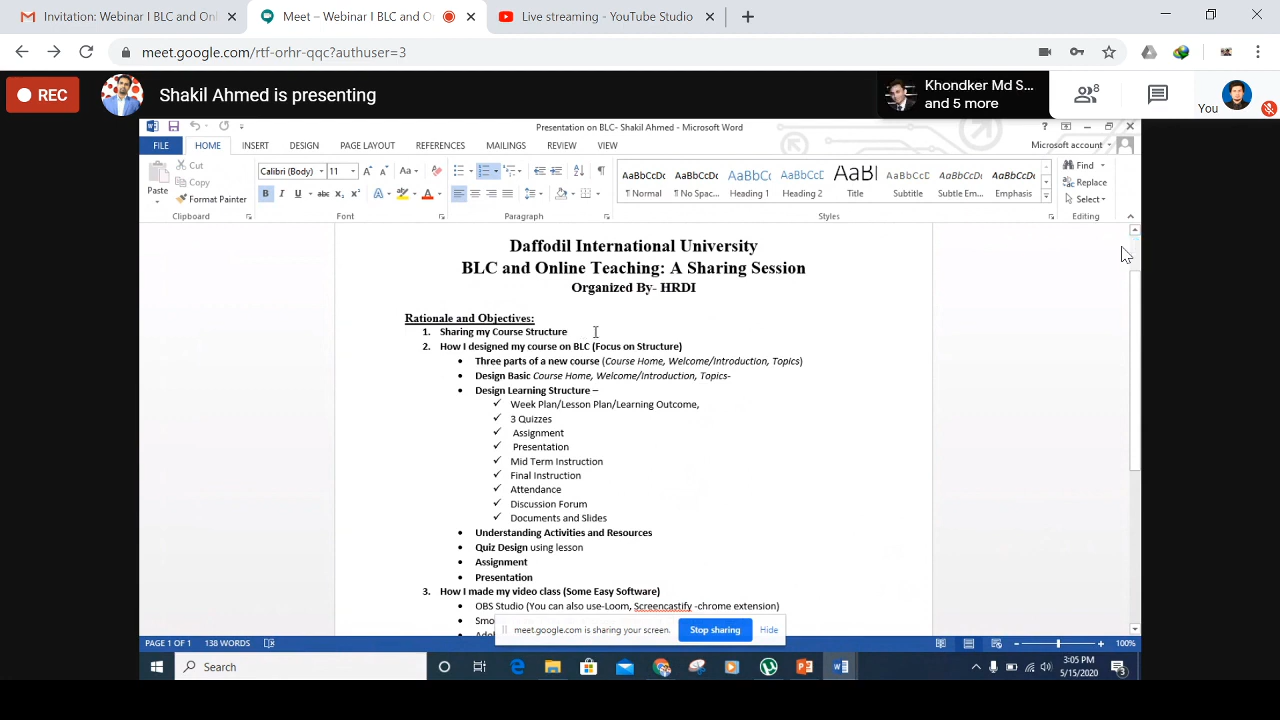 Invitation: Webinar I BLC and Onl
Meet – Webinar I BLC and O
Live streaming - YouTube Studio
meet.google.com/rtf-orhr-qqc?authuser=3
REC
Shakil Ahmed is presenting
Khondker Md S...
and 5 more
8
You
Presentation on BLC- Shakil Ahmed - Microsoft Word
FILE HOME INSERT DESIGN PAGE LAYOUT REFERENCES MAILINGS REVIEW VIEW
Microsoft account
Paste
Cut
Copy
Format Painter
Clipboard
Calibri (Body) 11
Font
Paragraph
AaBbCcDc AaBbCcDc AaBbCc AaBbCcD AaBI AaBbCcD AaBbCcDc AaBbCcDc
¶ Normal ¶ No Spac... Heading 1 Heading 2 Title Subtitle Subtle Em... Emphasis
Styles
Find
Replace
Select
Editing
Daffodil International University
BLC and Online Teaching: A Sharing Session
Organized By- HRDI
Rationale and Objectives:
1. Sharing my Course Structure
2. How I designed my course on BLC (Focus on Structure)
• Three parts of a new course (Course Home, Welcome/Introduction, Topics)
• Design Basic Course Home, Welcome/Introduction, Topics-
• Design Learning Structure –
✓ Week Plan/Lesson Plan/Learning Outcome,
✓ 3 Quizzes
✓ Assignment
✓ Presentation
✓ Mid Term Instruction
✓ Final Instruction
✓ Attendance
✓ Discussion Forum
✓ Documents and Slides
• Understanding Activities and Resources
• Quiz Design using lesson
• Assignment
• Presentation
3. How I made my video class (Some Easy Software)
• OBS Studio (You can also use-Loom, Screencastify -chrome extension)
meet.google.com is sharing your screen.
Stop sharing
Hide
PAGE 1 OF 1 138 WORDS
100%
Search
3:05 PM
5/15/2020
3